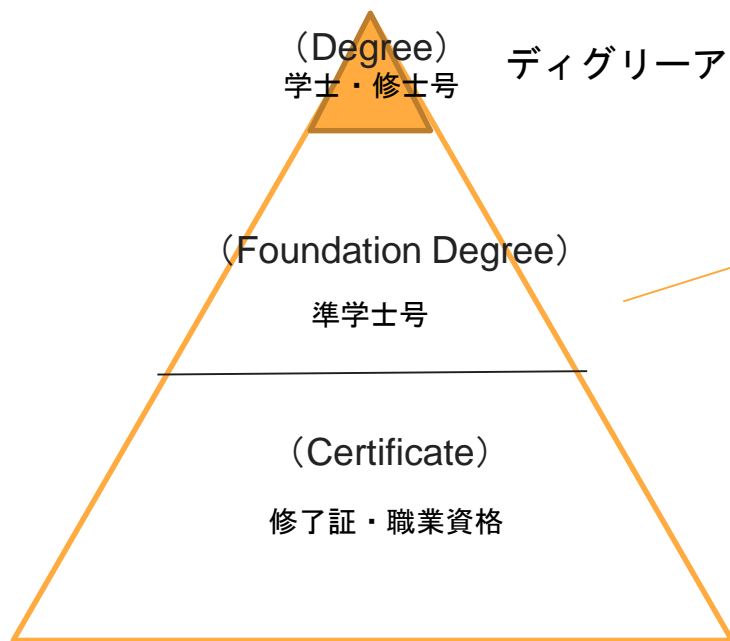 （Degree）
学士・修士号
ディグリーア
（Foundation Degree）
準学士号
（Certificate）
修了証・職業資格